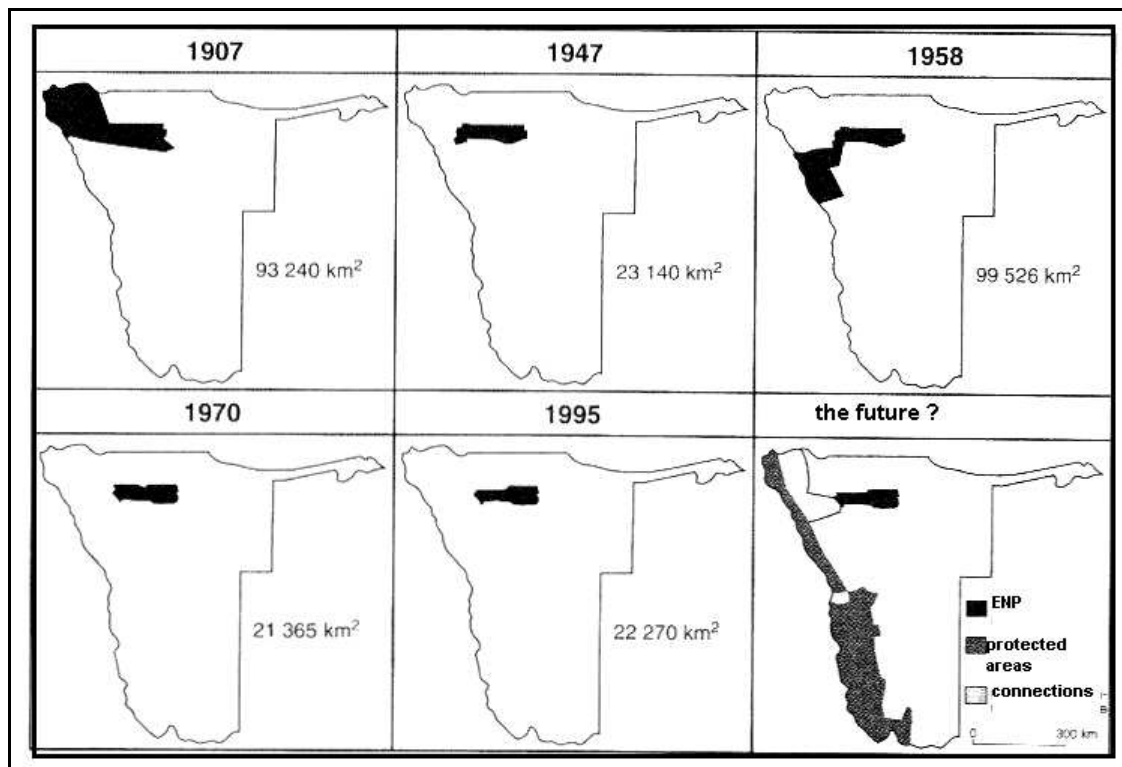 1907
1947
1958
93 240 km²
23 140 km²
99 526 km²
1970
1995
the future ?
21 365 km²
22 270 km²
ENP
protected
areas
connections
0 300 km